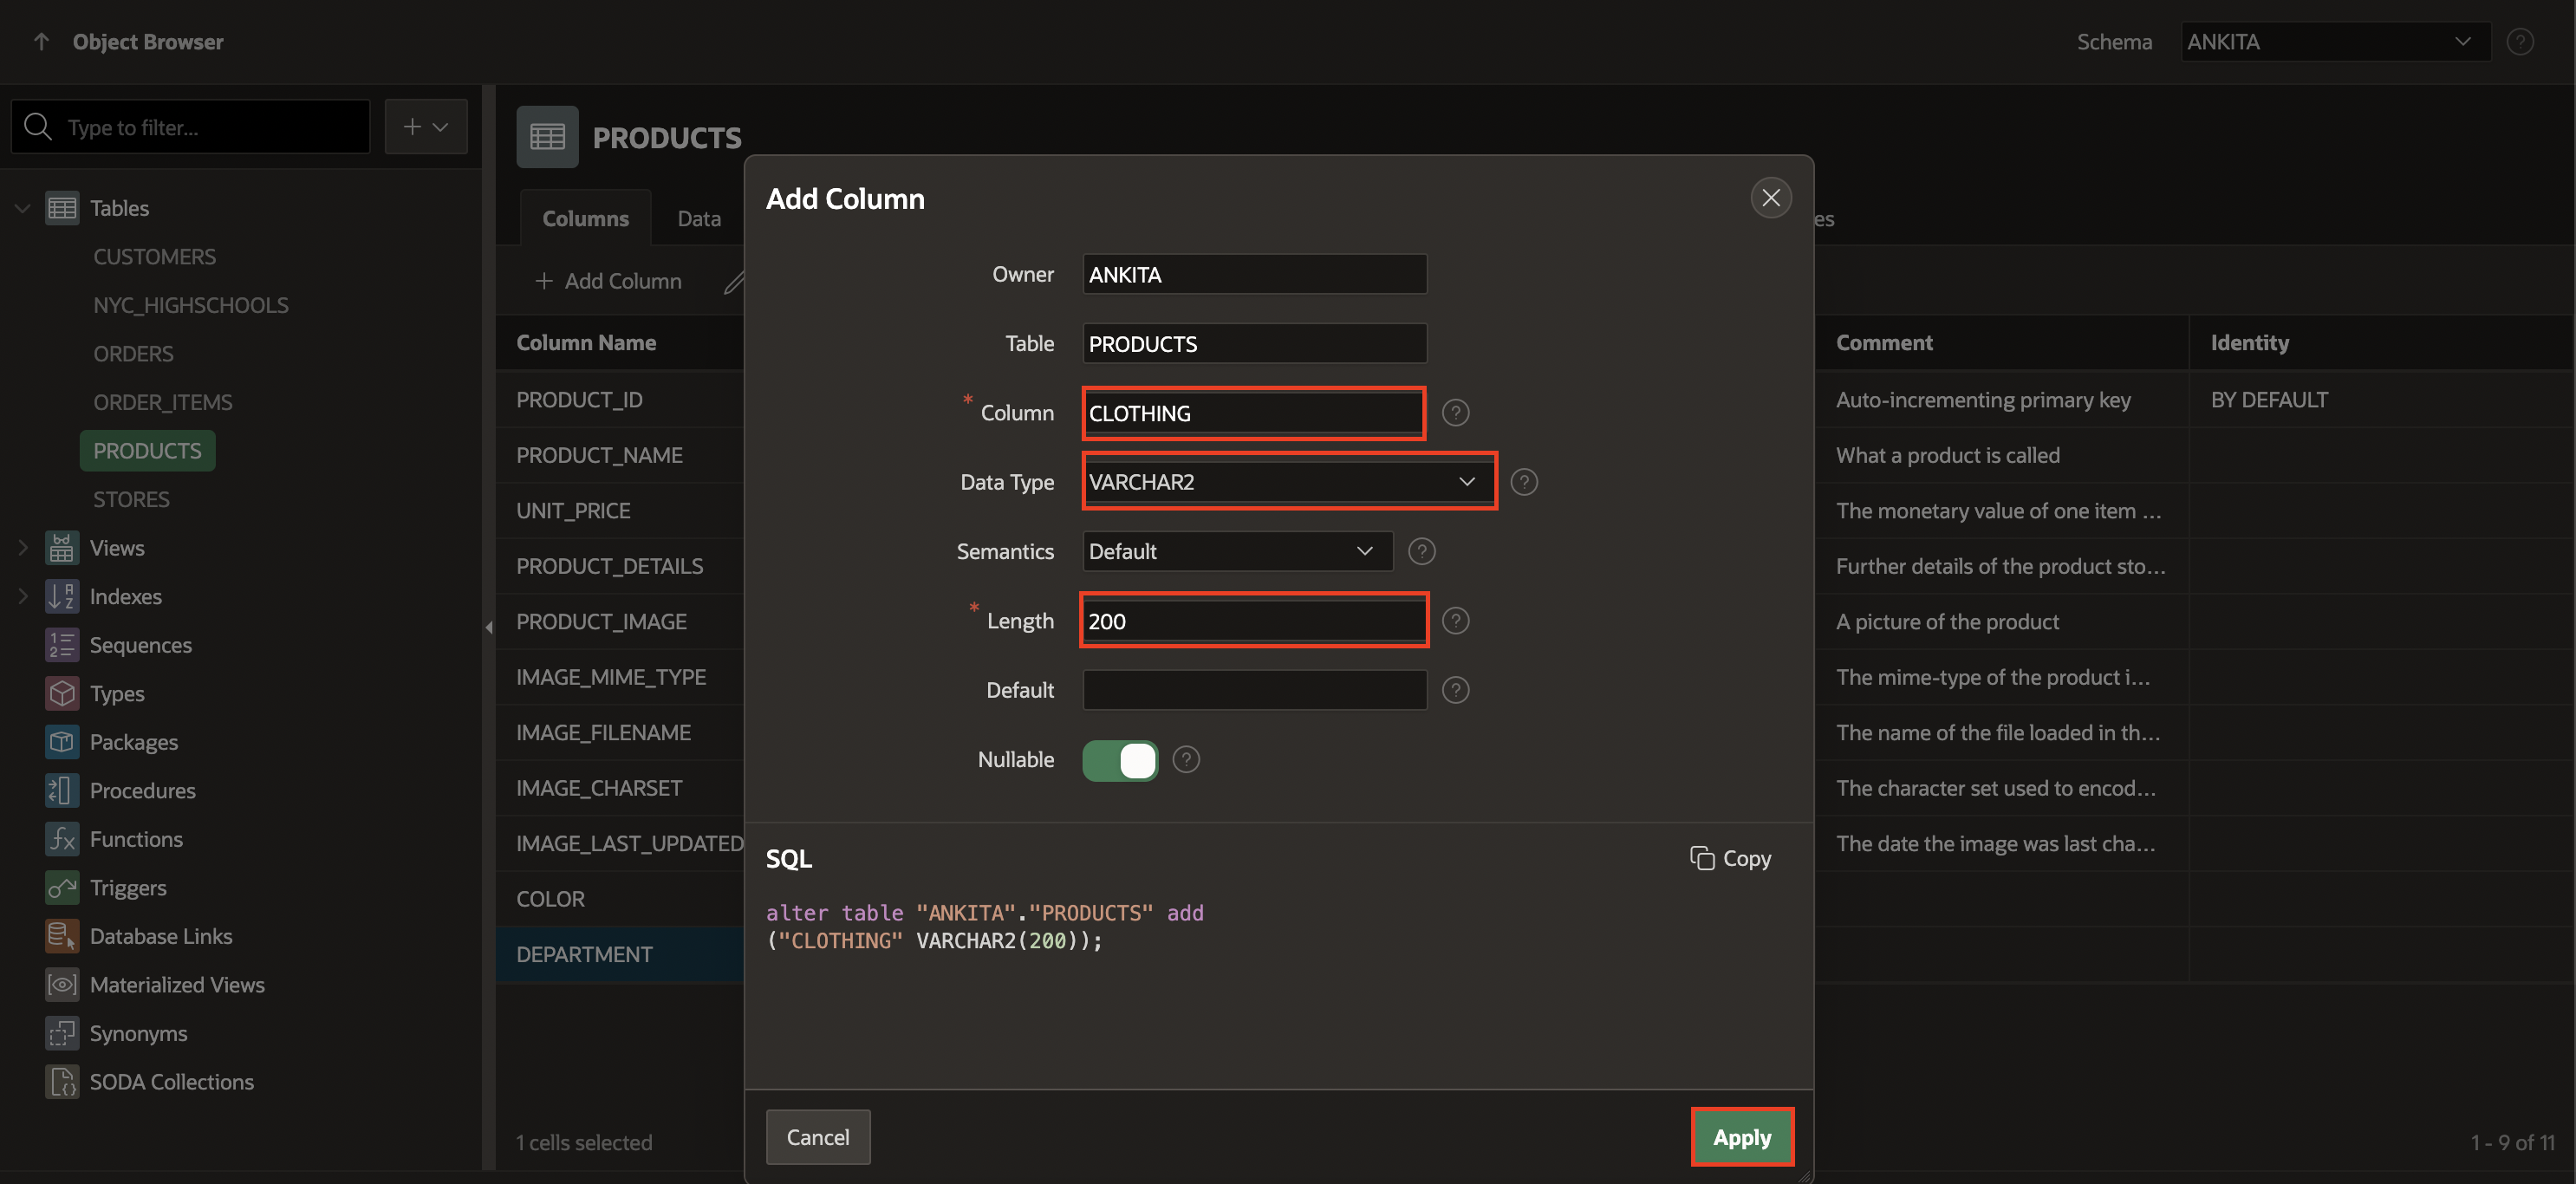 Object Browser
Schema ANKITA
Type to filter...
Tables
CUSTOMERS
NYC_HIGHSCHOOLS
ORDERS
ORDER_ITEMS
PRODUCTS
STORES
Views
Indexes
Sequences
Types
Packages
Procedures
Functions
Triggers
Database Links
Materialized Views
Synonyms
SODA Collections
PRODUCTS
Columns Data
+ Add Column
Column Name
PRODUCT_ID
PRODUCT_NAME
UNIT_PRICE
PRODUCT_DETAILS
PRODUCT_IMAGE
IMAGE_MIME_TYPE
IMAGE_FILENAME
IMAGE_CHARSET
IMAGE_LAST_UPDATED
COLOR
DEPARTMENT
1 cells selected
Add Column
Owner ANKITA
Table PRODUCTS
* Column CLOTHING
Data Type VARCHAR2
Semantics Default
* Length 200
Default
Nullable
SQL
Copy
alter table "ANKITA"."PRODUCTS" add
("CLOTHING" VARCHAR2(200));
Cancel
Apply
es
Comment Identity
Auto-incrementing primary key BY DEFAULT
What a product is called
The monetary value of one item ...
Further details of the product sto...
A picture of the product
The mime-type of the product i...
The name of the file loaded in th...
The character set used to encod...
The date the image was last cha...
1 - 9 of 11